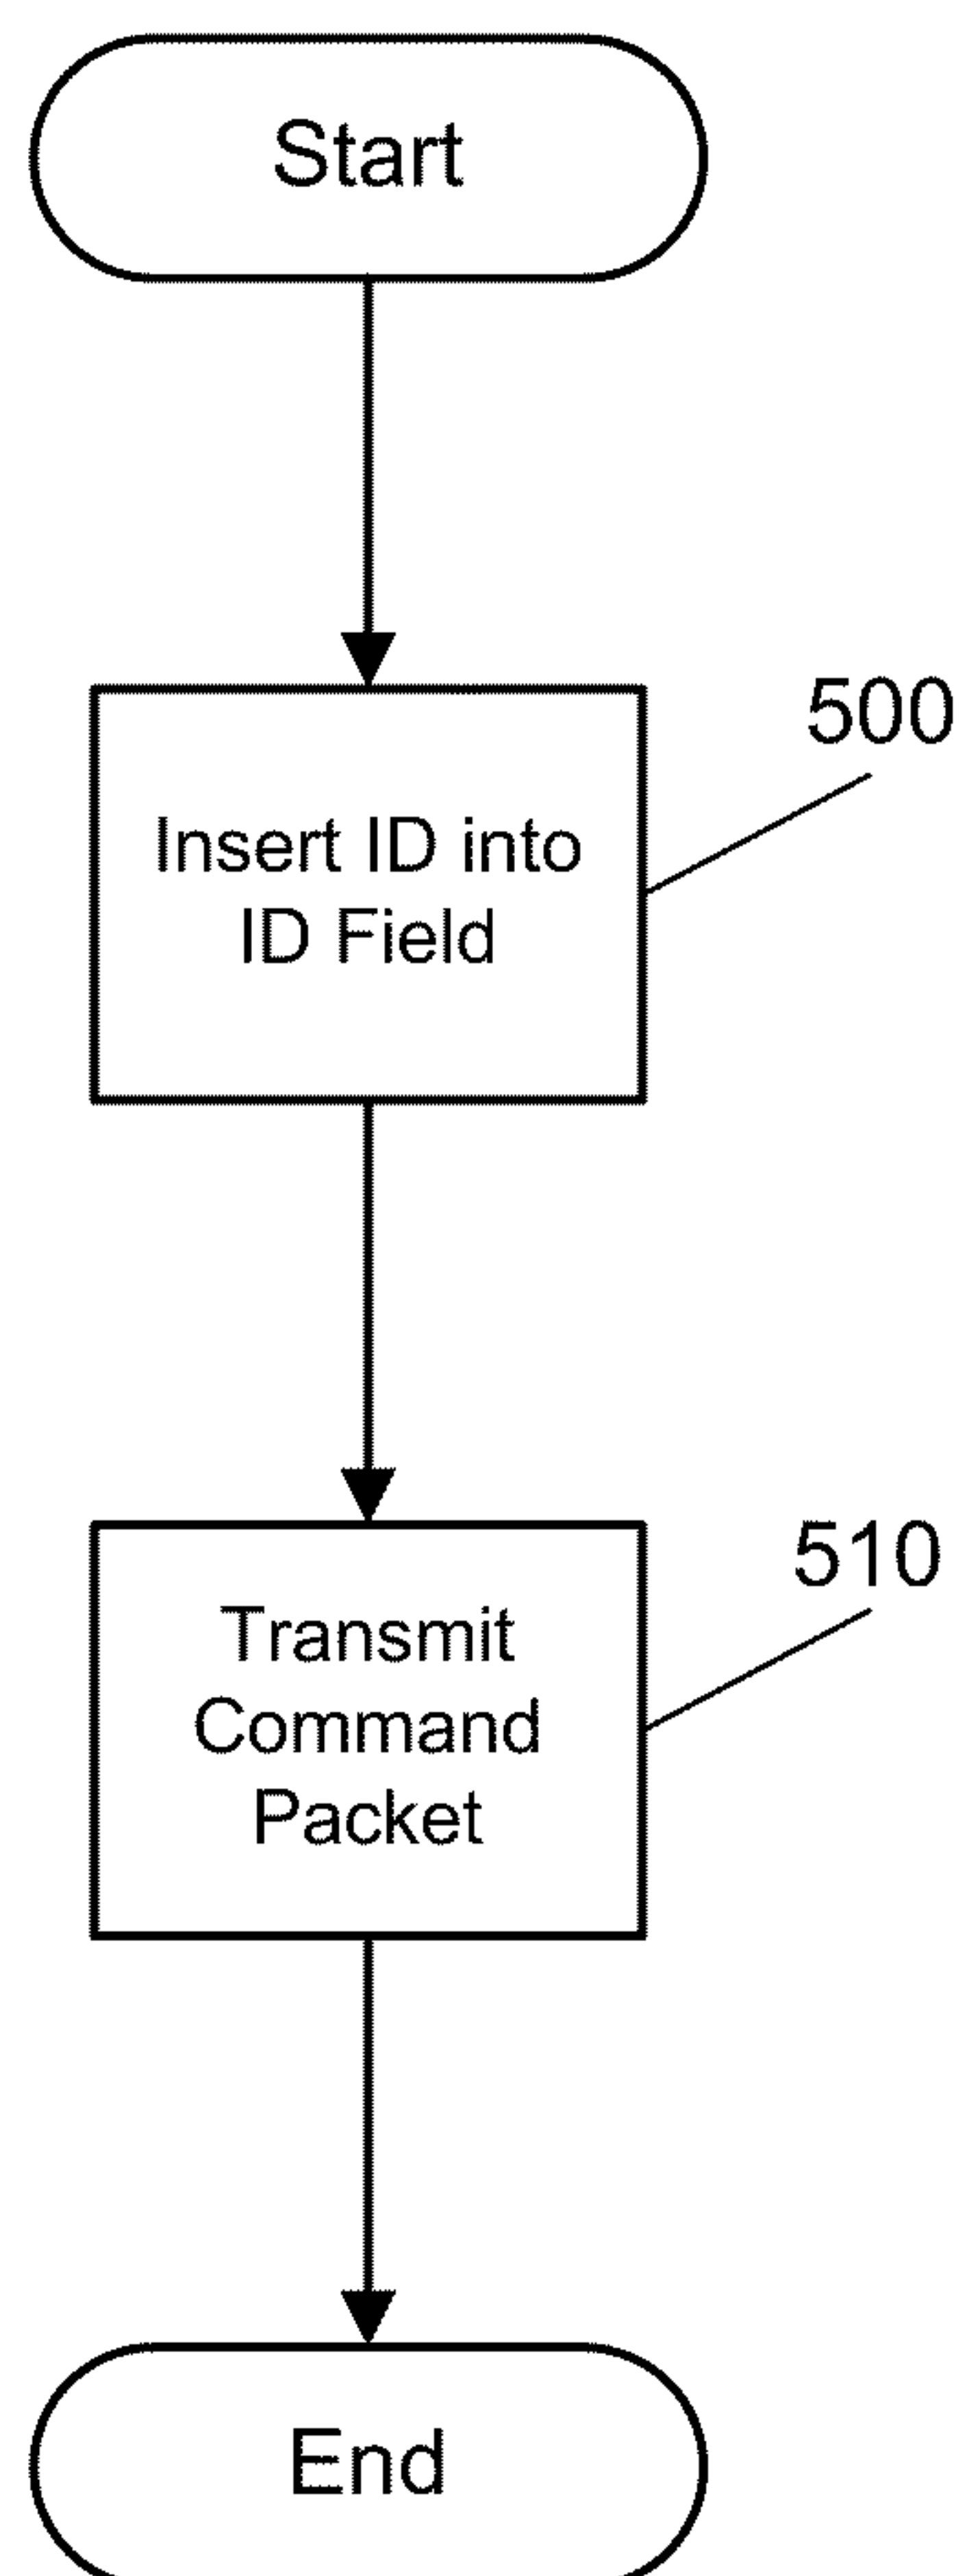 Start
500
Insert ID into
ID Field
510
Transmit
Command
Packet
End